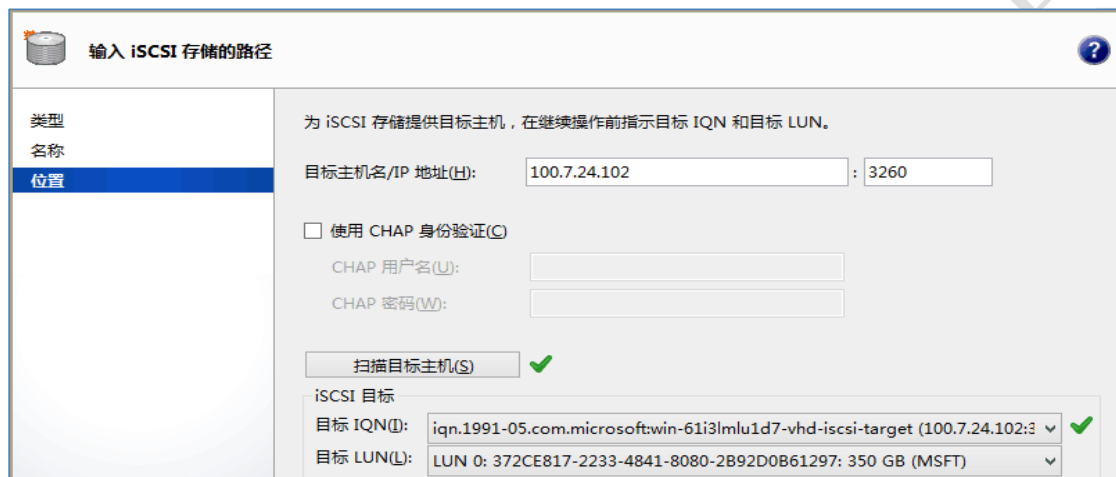 输入 iSCSI 存储的路径
?
类型
名称
位置
为 iSCSI 存储提供目标主机，在继续操作前指示目标 IQN 和目标 LUN。
目标主机名/IP 地址(H): 100.7.24.102 : 3260
使用 CHAP 身份验证(C)
CHAP 用户名(U):
CHAP 密码(W):
扫描目标主机(S)
iSCSI 目标
目标 IQN(I): iqn.1991-05.com.microsoft:win-61i3lmlu1d7-vhd-iscsi-target (100.7.24.102:3
目标 LUN(L): LUN 0: 372CE817-2233-4841-8080-2B92D0B61297: 350 GB (MSFT)